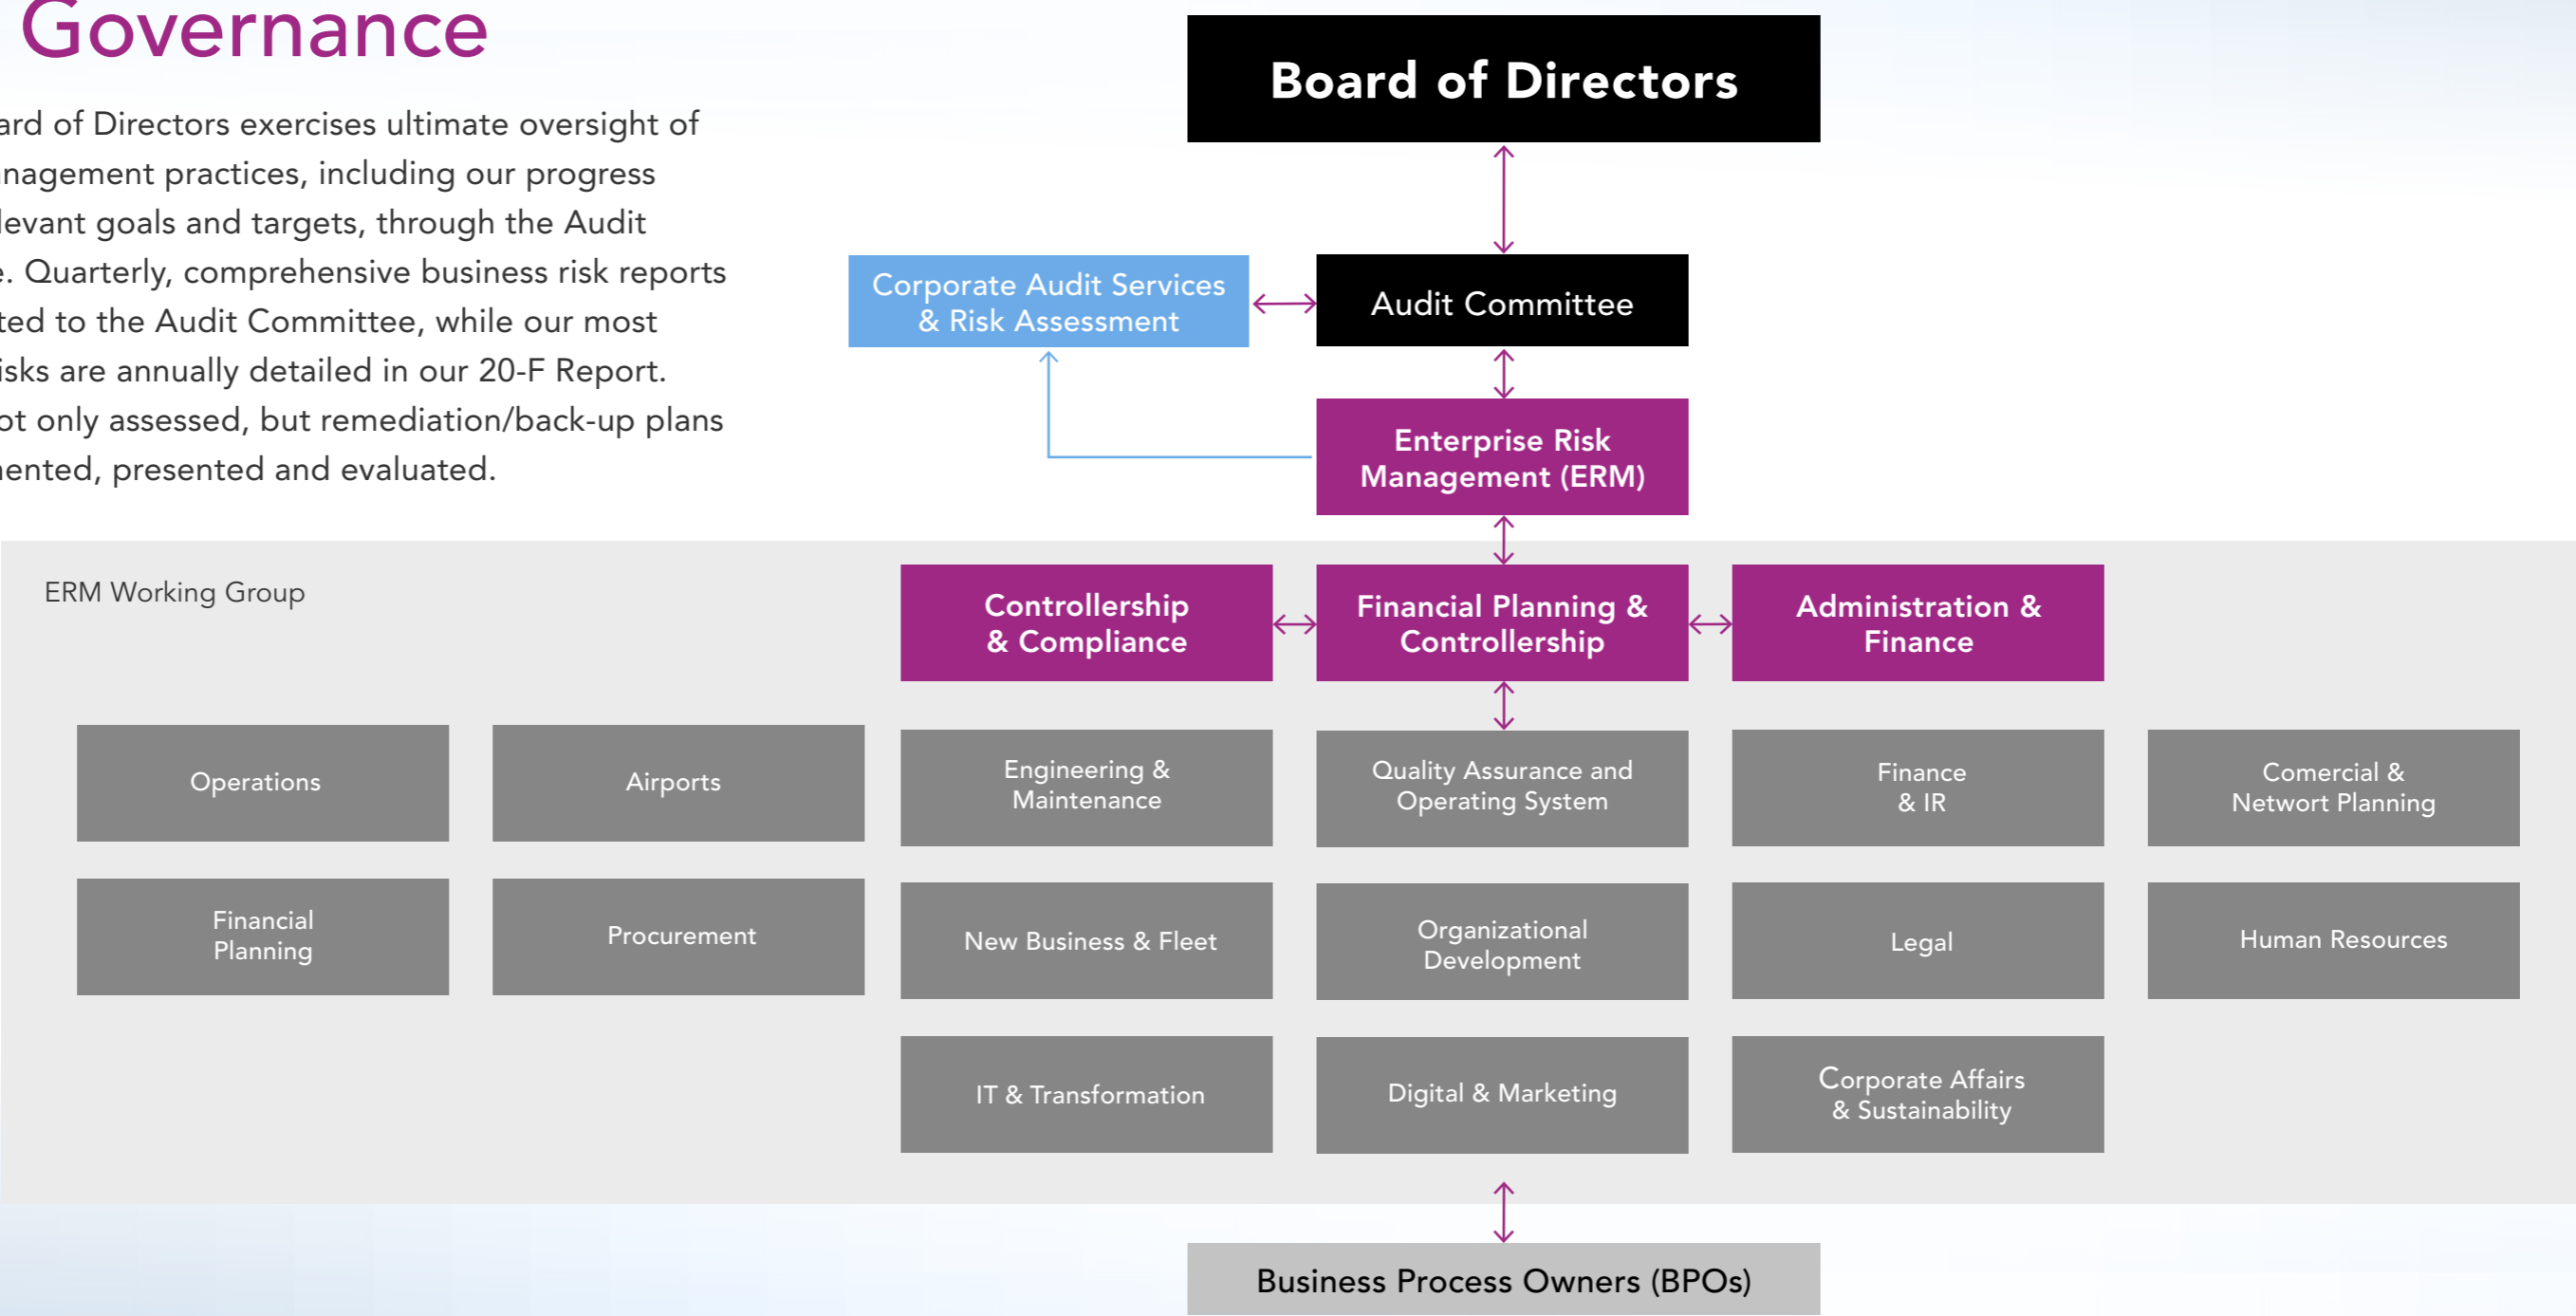 Governance
ard of Directors exercises ultimate oversight of
nagement practices, including our progress
levant goals and targets, through the Audit
e. Quarterly, comprehensive business risk reports
ted to the Audit Committee, while our most
isks are annually detailed in our 20-F Report.
ot only assessed, but remediation/back-up plans
ented, presented and evaluated.
Board of Directors
Corporate Audit Services
& Risk Assessment
Audit Committee
Enterprise Risk
Management (ERM)
ERM Working Group
Controllership
& Compliance
Financial Planning &
Controllership
Administration &
Finance
Operations
Airports
Engineering &
Maintenance
Quality Assurance and
Operating System
Finance
& IR
Comercial &
Networt Planning
Financial
Planning
Procurement
New Business & Fleet
Organizational
Development
Legal
Human Resources
IT & Transformation
Digital & Marketing
Corporate Affairs
& Sustainability
Business Process Owners (BPOs)